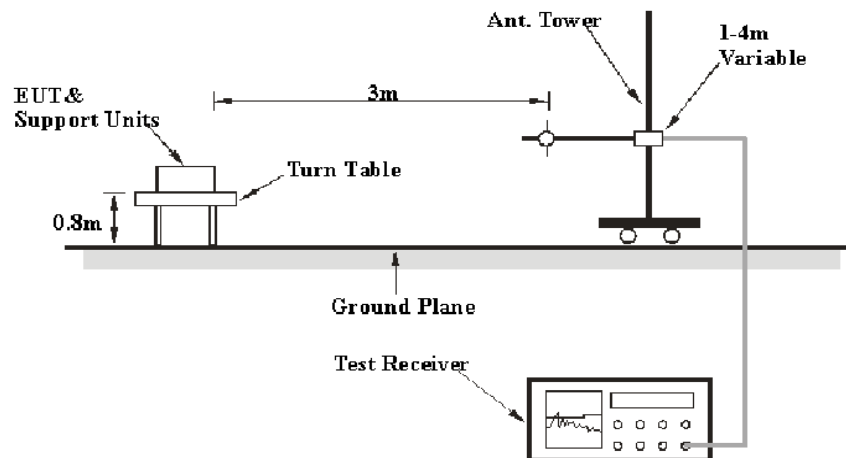 Ant. Tower
1-4m
Variable
3m
EUT &
Support Units
Turn Table
0.8m
Ground Plane
Test Receiver